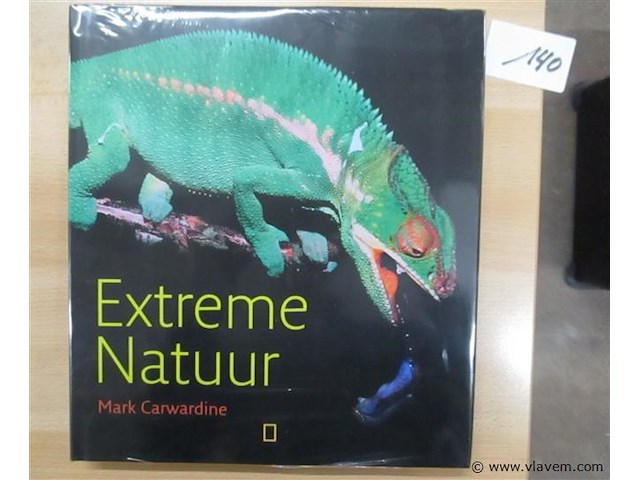 140
Extreme
Natuur
Mark Carwardine
© www.vlavem.com